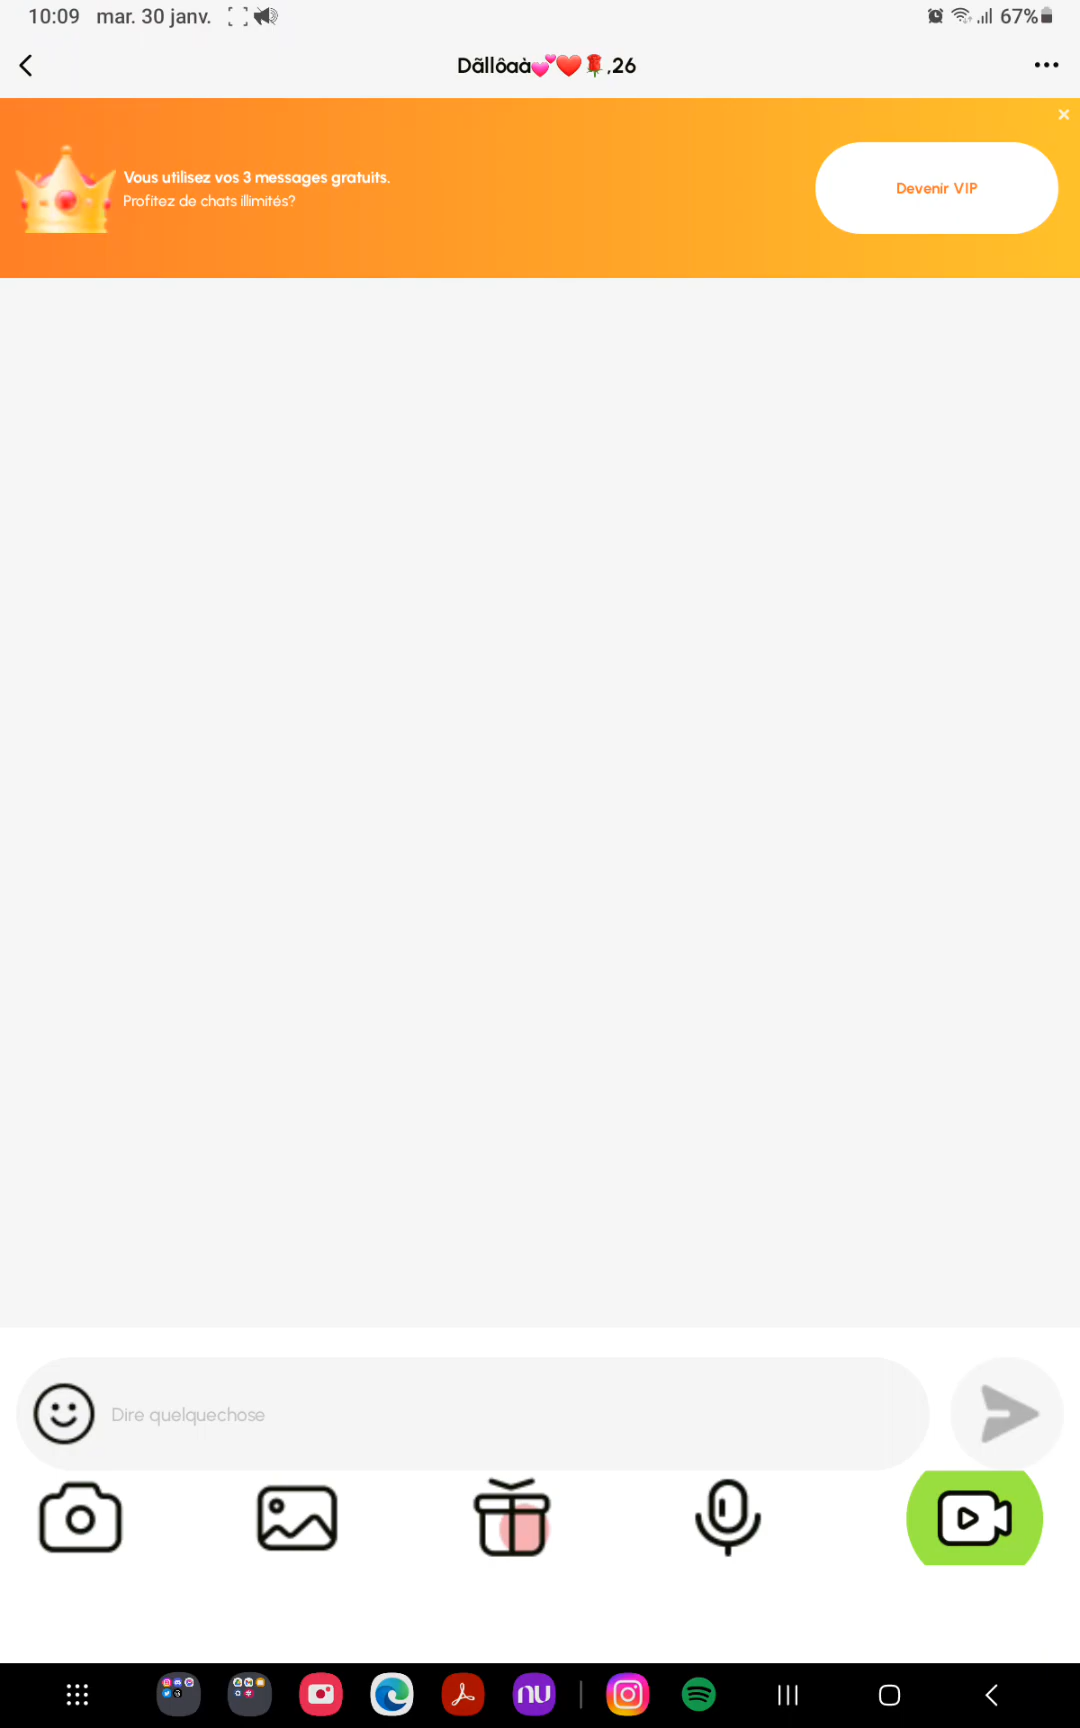 10:09 mar. 30 janv. 67%
Dãllôaà💕❤️🌹,26
Vous utilisez vos 3 messages gratuits.
Profitez de chats illimités?
Devenir VIP
Dire quelquechose
nu